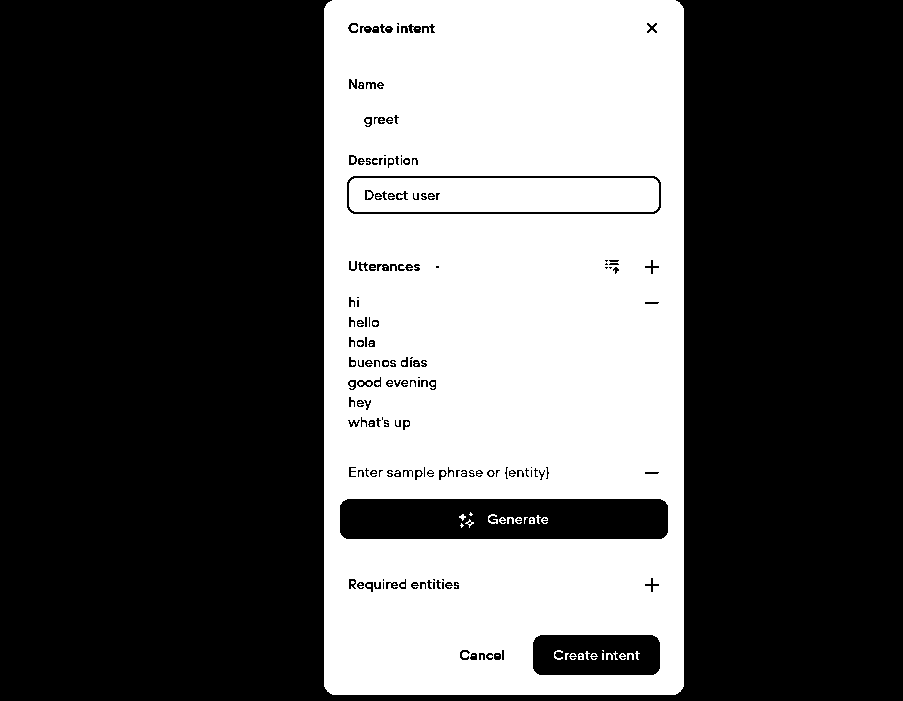 Create intent
Name
greet
Description
Detect user
Utterances
hi
hello
hola
buenos días
good evening
hey
what's up
Enter sample phrase or {entity}
Generate
Required entities
Cancel Create intent